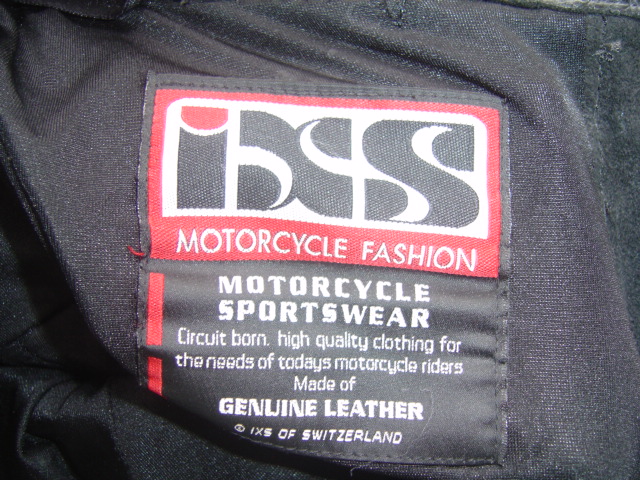 iXS
MOTORCYCLE FASHION
MOTORCYCLE
SPORTSWEAR
Circuit born. high quality clothing for
the needs of todays motorcycle riders
Made of
GENUINE LEATHER
© IXS OF SWITZERLAND